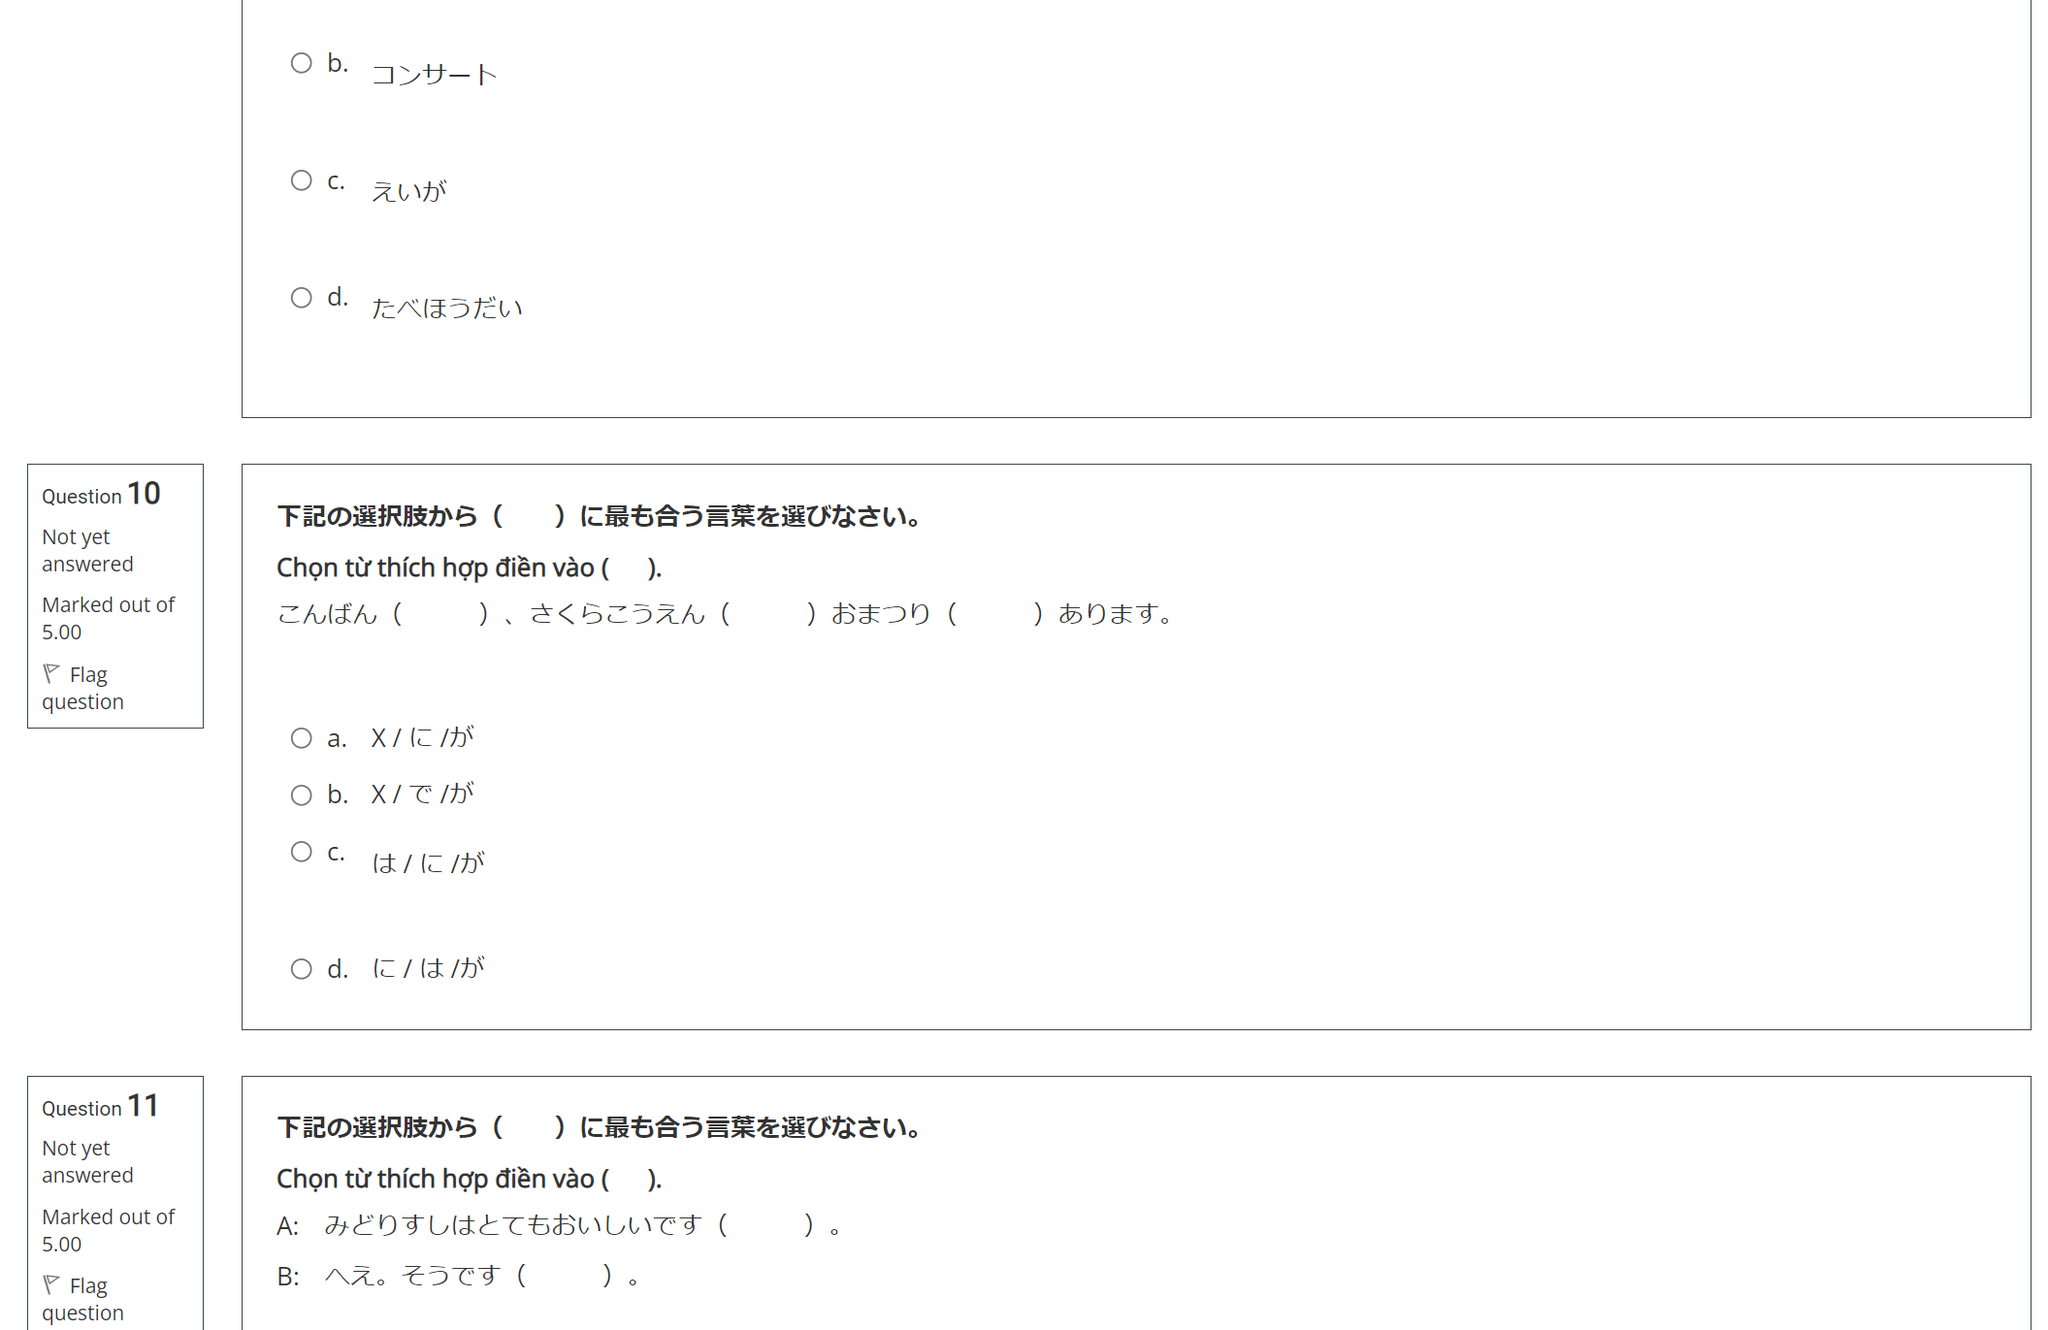 b. コンサート
c. えいが
d. たべほうだい
Question 10
Not yet
answered
Marked out of
5.00
Flag
question
下記の選択肢から（　　）に最も合う言葉を選びなさい。
Chọn từ thích hợp điền vào (     ).
こんばん（　　　）、さくらこうえん（　　　）おまつり（　　　）あります。
a. X / に /が
b. X / で /が
c. は / に /が
d. に / は /が
Question 11
Not yet
answered
Marked out of
5.00
Flag
question
下記の選択肢から（　　）に最も合う言葉を選びなさい。
Chọn từ thích hợp điền vào (     ).
A:　みどりすしはとてもおいしいです（　　　）。
B:　へえ。そうです（　　　）。